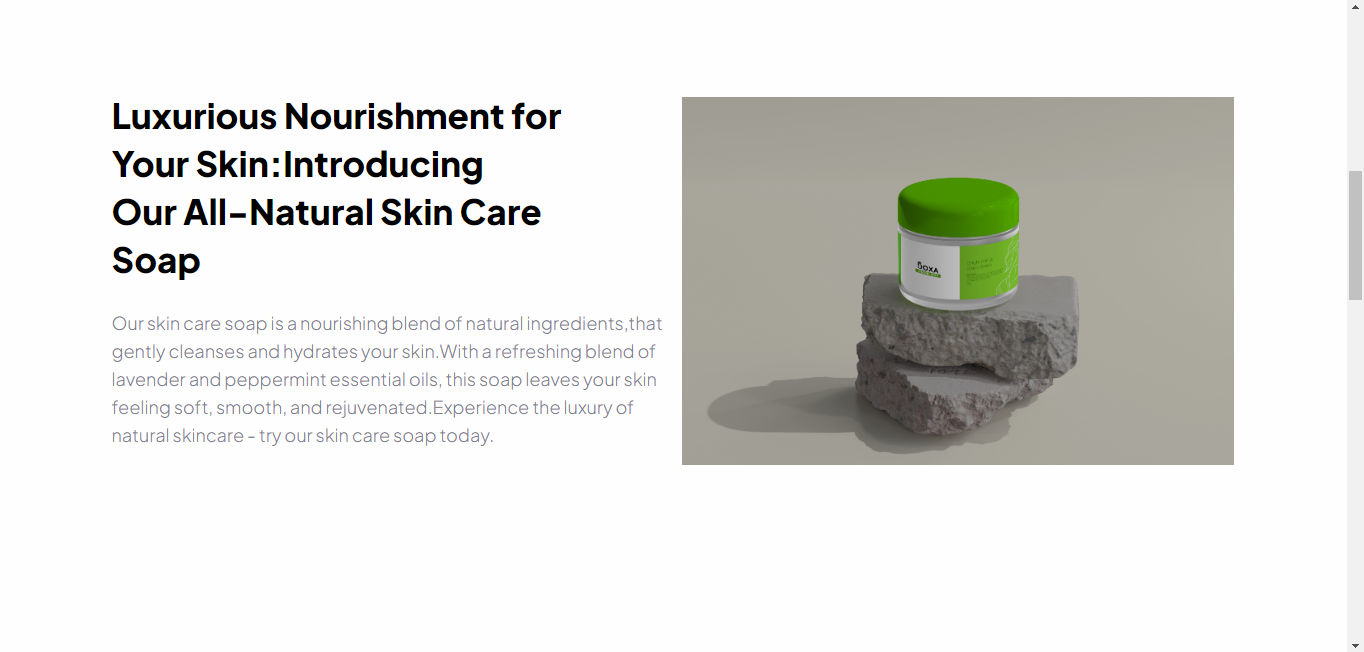 Luxurious Nourishment for
Your Skin:Introducing
Our All-Natural Skin Care
Soap
Our skin care soap is a nourishing blend of natural ingredients,that
gently cleanses and hydrates your skin.With a refreshing blend of
lavender and peppermint essential oils, this soap leaves your skin
feeling soft, smooth, and rejuvenated.Experience the luxury of
natural skincare - try our skin care soap today.
DOXA